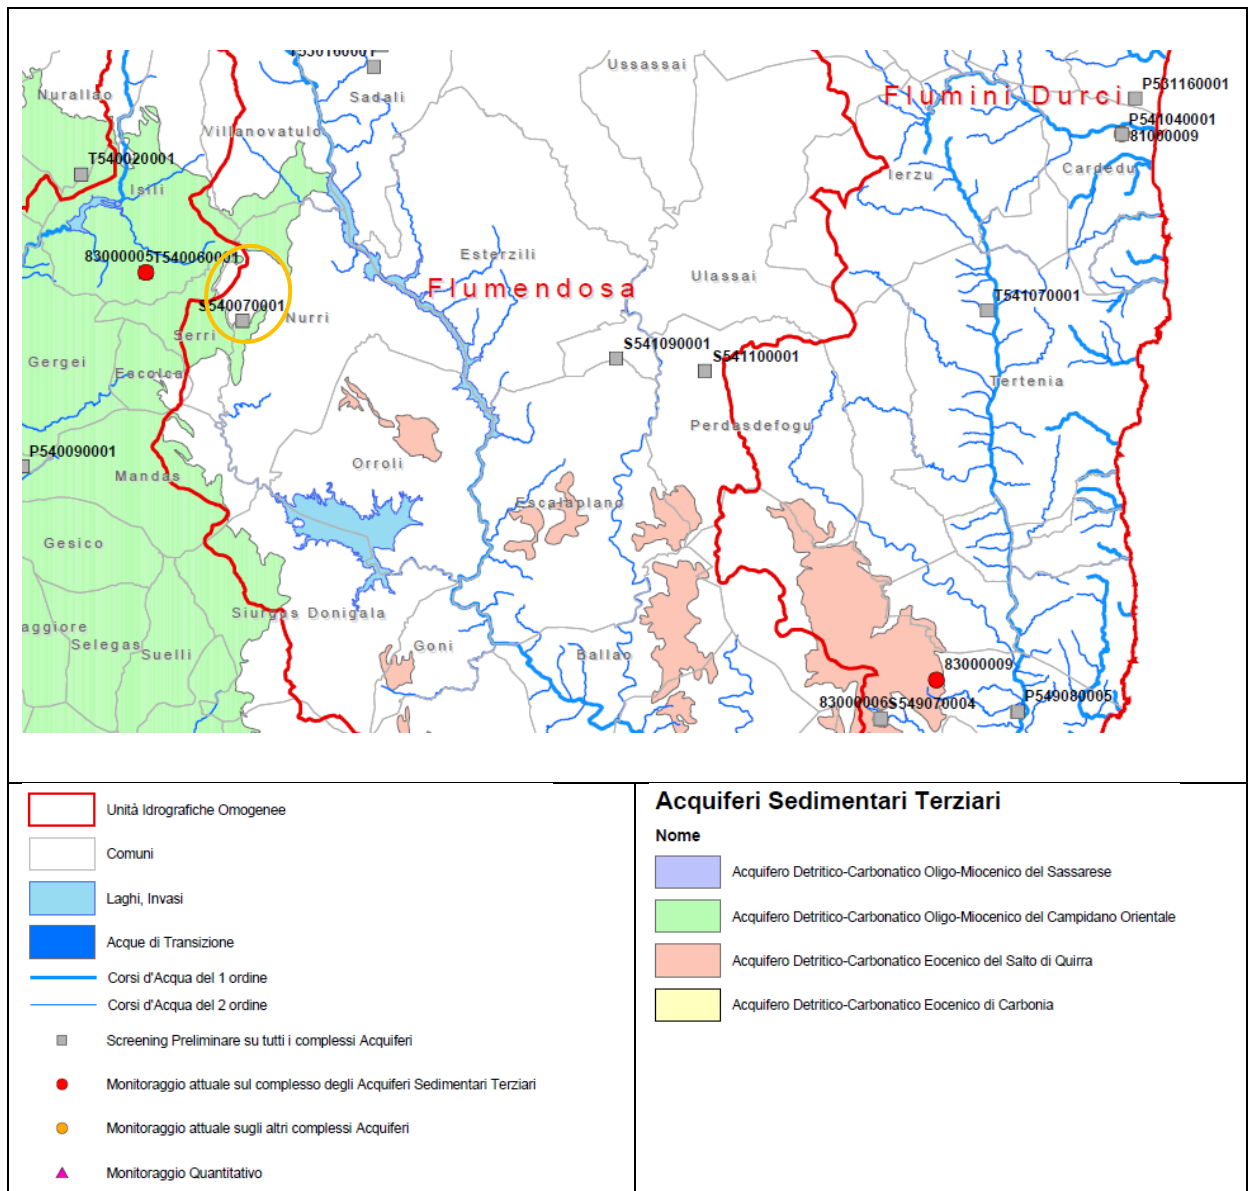 T530160001
Ussassai
Flumini Durci
P531160001
Nurallao
Sadali
P541040001
81000009
Villanovatulo
T540020001
Ierzu
Cardedu
Isili
83000005
T540060001
Esterzili
Ulassai
Flumendosa
T541070001
S540070001
Nurri
Serri
S541090001
S541100001
Gergei
Escolca
Tertenia
Perdasdefogu
P540090001
Orroli
Mandas
Escalaplano
Gesico
Siurgus Donigala
aggiore
Selegas
Suelli
Goni
Ballao
83000009
83000006
S549070004
P549080005
Unità Idrografiche Omogenee
Comuni
Laghi, Invasi
Acque di Transizione
Corsi d'Acqua del 1 ordine
Corsi d'Acqua del 2 ordine
Screening Preliminare su tutti i complessi Acquiferi
Monitoraggio attuale sul complesso degli Acquiferi Sedimentari Terziari
Monitoraggio attuale sugli altri complessi Acquiferi
Monitoraggio Quantitativo
Acquiferi Sedimentari Terziari
Nome
Acquifero Detritico-Carbonatico Oligo-Miocenico del Sassarese
Acquifero Detritico-Carbonatico Oligo-Miocenico del Campidano Orientale
Acquifero Detritico-Carbonatico Eocenico del Salto di Quirra
Acquifero Detritico-Carbonatico Eocenico di Carbonia